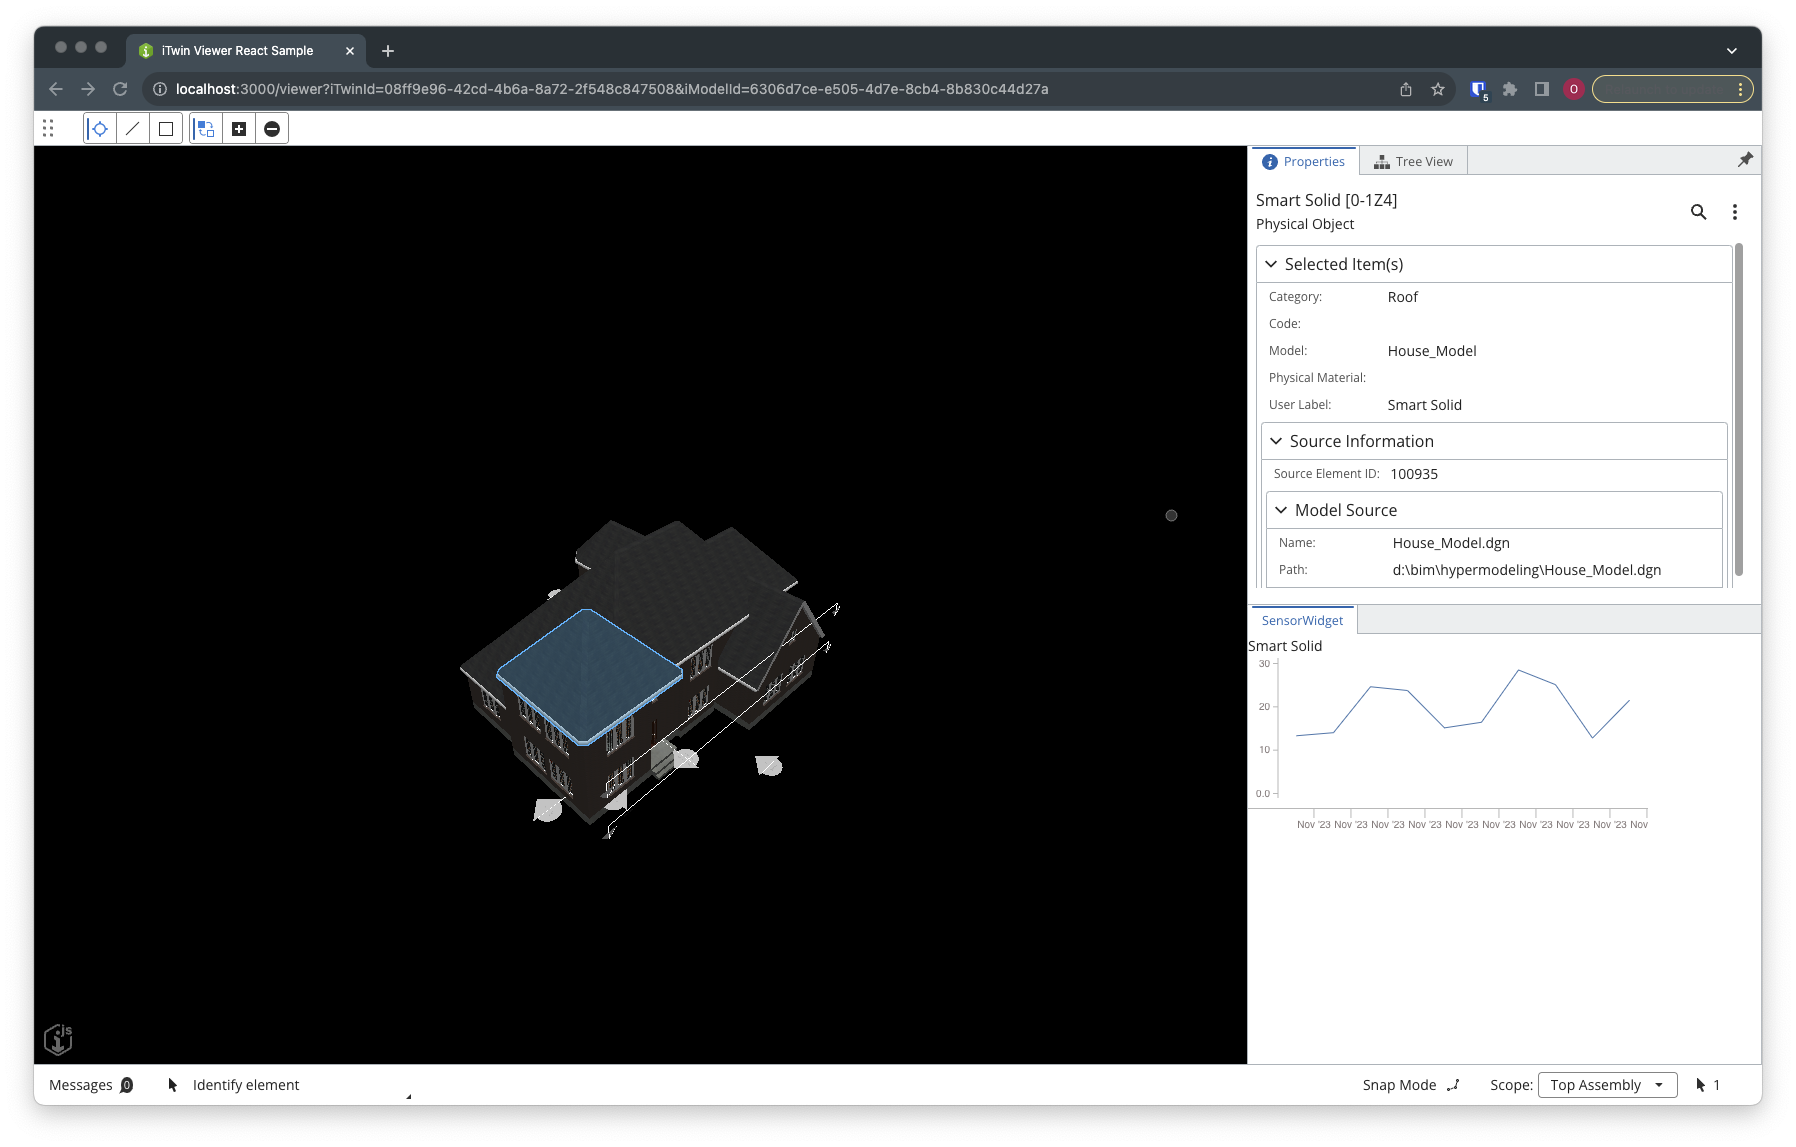 iTwin Viewer React Sample
localhost:3000/viewer?iTwinId=08ff9e96-42cd-4b6a-8a72-2f548c847508&iModelId=6306d7ce-e505-4d7e-8cb4-8b830c44d27a
5
O
Properties
Tree View
Smart Solid [0-1Z4]
Physical Object
Selected Item(s)
Category: Roof
Code:
Model: House_Model
Physical Material:
User Label: Smart Solid
Source Information
Source Element ID: 100935
Model Source
Name: House_Model.dgn
Path: d:\bim\hypermodeling\House_Model.dgn
SensorWidget
Smart Solid
30
20
10
0.0
Nov '23 Nov '23 Nov '23 Nov '23 Nov '23 Nov '23 Nov '23 Nov '23 Nov '23 Nov
js
Messages 0
Identify element
Snap Mode
Scope: Top Assembly
1